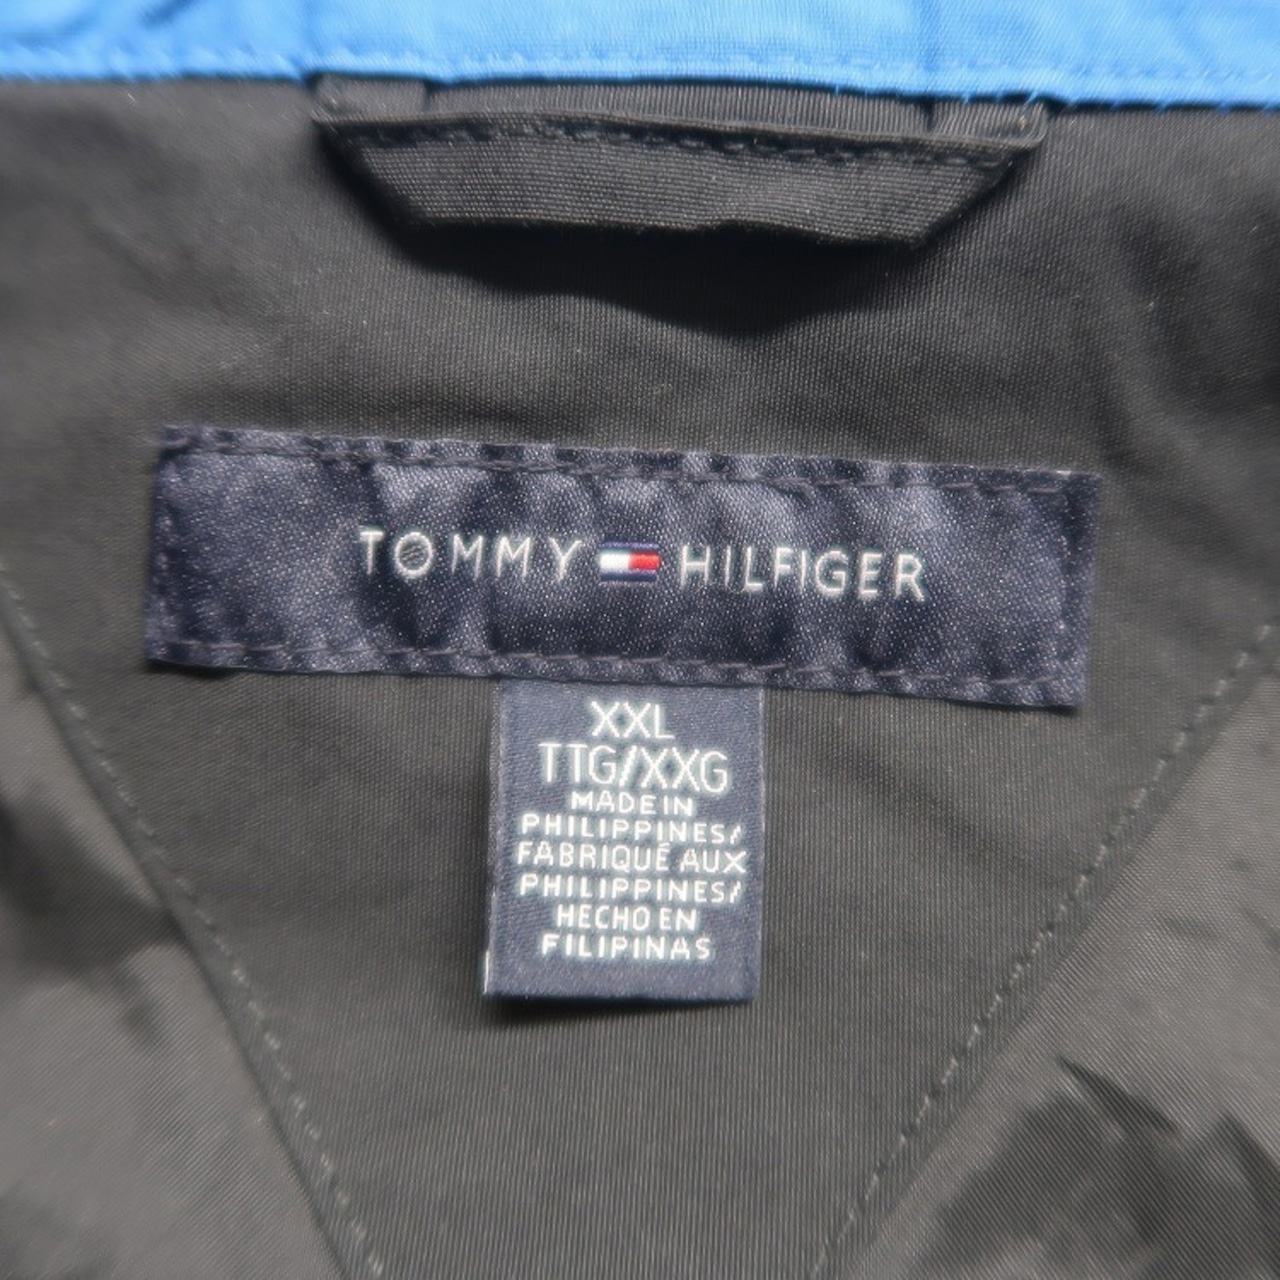 TOMMY HILFIGER
XXL
TTG/XXG
MADE IN
PHILIPPINES/
FABRIQUÉ AUX
PHILIPPINES/
HECHO EN
FILIPINAS